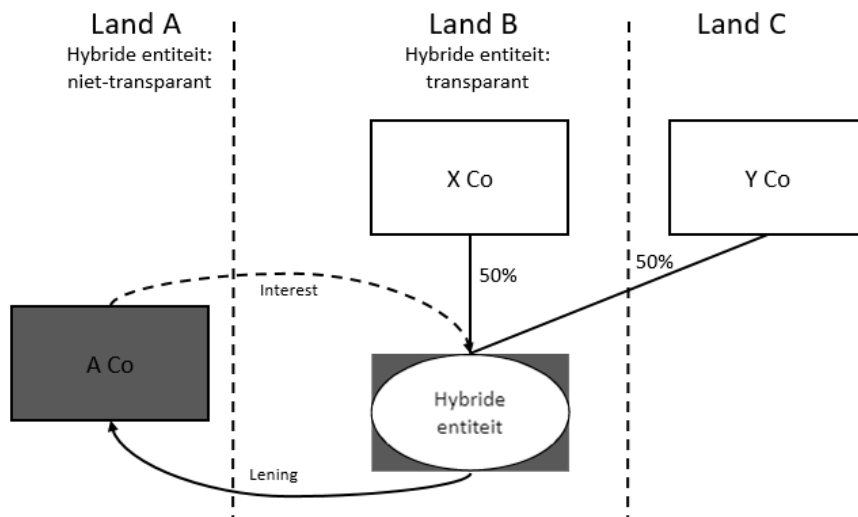 Land A
Hybride entiteit:
niet-transparant
Land B
Hybride entiteit:
transparant
Land C
X Co
Y Co
50%
50%
Interest
A Co
Hybride
entiteit
Lening